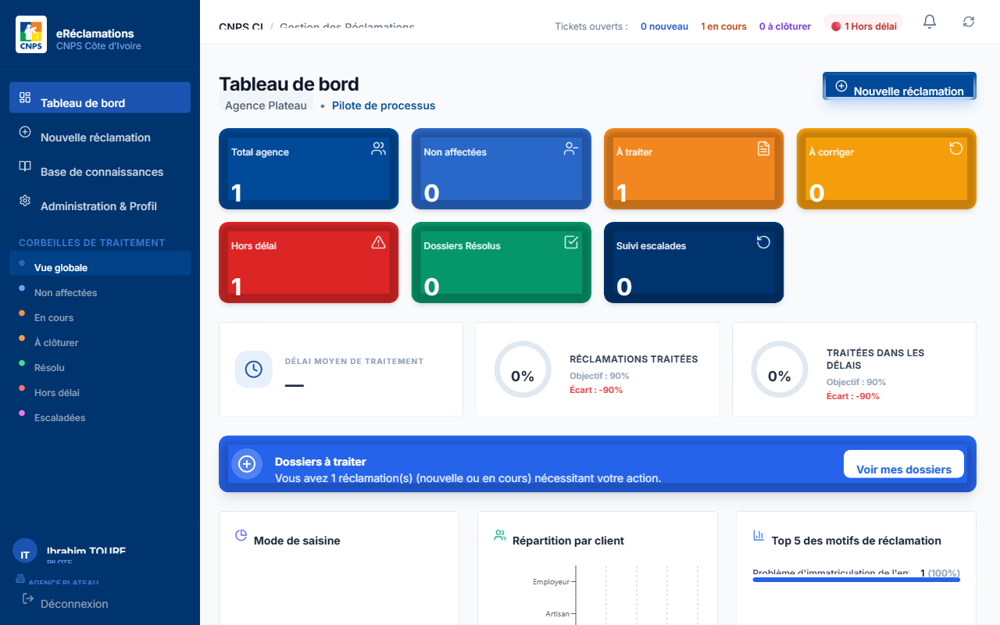 CNPS
eRéclamations
CNPS Côte d'Ivoire
Tableau de bord
Nouvelle réclamation
Base de connaissances
Administration & Profil
CORBEILLES DE TRAITEMENT
Vue globale
Non affectées
En cours
À clôturer
Résolu
Hors délai
Escaladées
IT
Ibrahim TOURE
PILOTE
AGENCE PLATEAU
Déconnexion
CNPS CI / Gestion des Réclamations
Tickets ouverts : 0 nouveau 1 en cours 0 à clôturer 1 Hors délai
Tableau de bord
Agence Plateau • Pilote de processus
Nouvelle réclamation
Total agence
1
Non affectées
0
À traiter
1
À corriger
0
Hors délai
1
Dossiers Résolus
0
Suivi escalades
0
DÉLAI MOYEN DE TRAITEMENT
—
0%
RÉCLAMATIONS TRAITÉES
Objectif : 90%
Écart : -90%
0%
TRAITÉES DANS LES
DÉLAIS
Objectif : 90%
Écart : -90%
Dossiers à traiter
Vous avez 1 réclamation(s) (nouvelle ou en cours) nécessitant votre action.
Voir mes dossiers
Mode de saisine
Répartition par client
Employeur
Artisan
Top 5 des motifs de réclamation
Problème d'immatriculation de l'en 1 (100%)